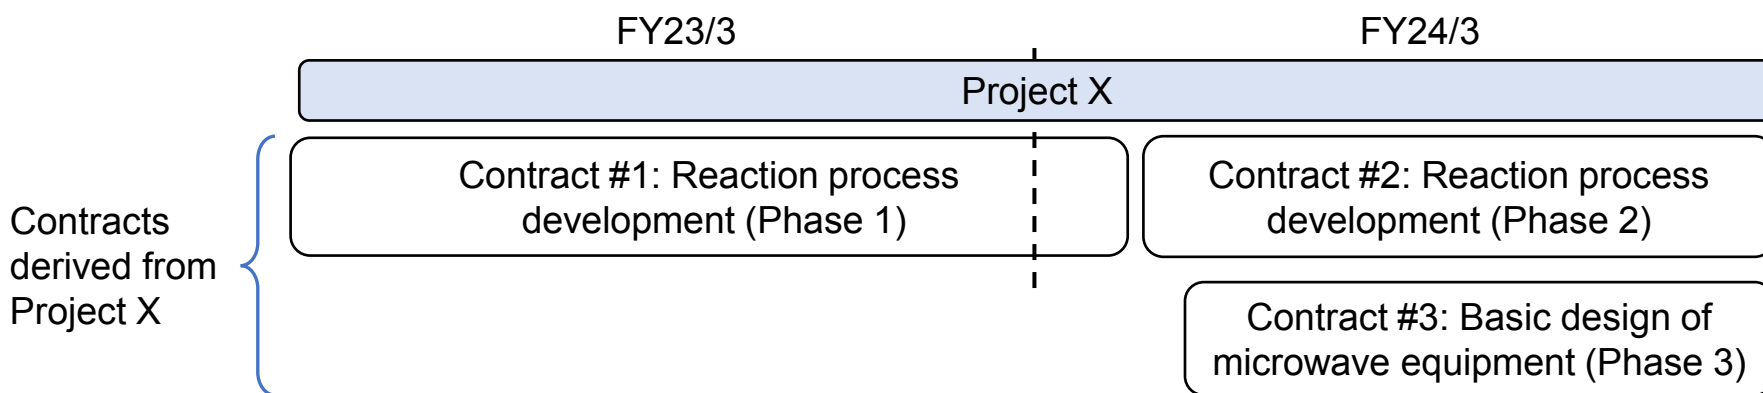 FY23/3
FY24/3
Project X
Contracts
derived from
Project X
Contract #1: Reaction process
development (Phase 1)
Contract #2: Reaction process
development (Phase 2)
Contract #3: Basic design of
microwave equipment (Phase 3)